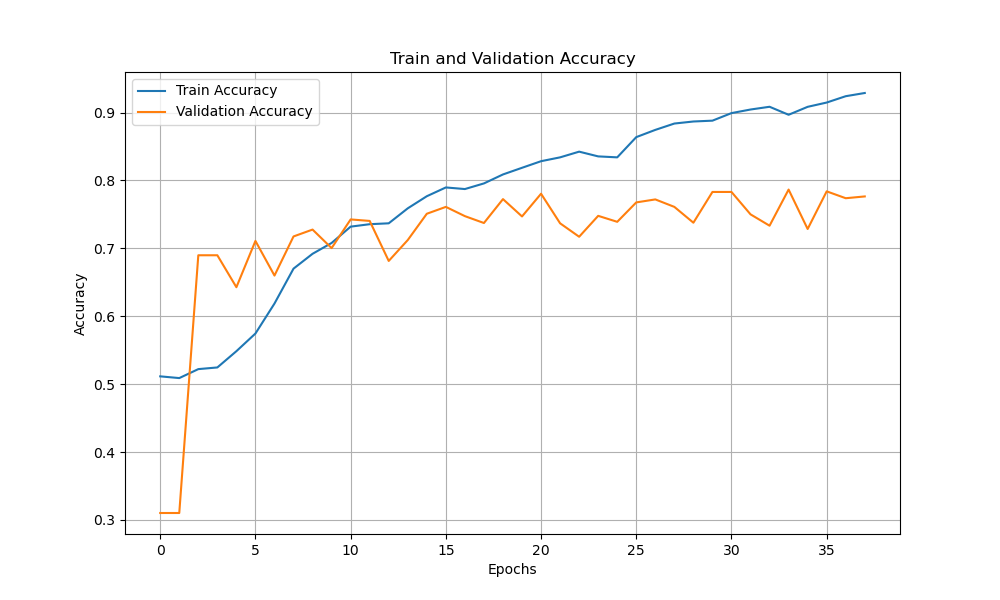 Train and Validation Accuracy
Train Accuracy
Validation Accuracy
0.9
0.8
0.7
0.6
0.5
0.4
0.3
Accuracy
0 5 10 15 20 25 30 35
Epochs